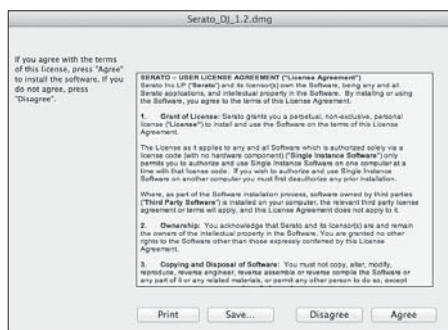 Serato_DJ_1.2.dmg
If you agree with the terms
of this license, press "Agree"
to install the software. If you
do not agree, press
"Disagree".
SERATO – USER LICENSE AGREEMENT ("License Agreement")
Serato Inc LP ("Serato") and its licensor(s) own the Software, being any and all
Serato applications, and intellectual property in the Software. By installing or using
the Software, you agree to the terms of this License Agreement.
1. Grant of License: Serato grants you a perpetual, non-exclusive, personal
license ("License") to install and use the Software on the terms of this License
Agreement.
The License as it applies to any and all Software which is authorized solely via a
license code (with no hardware component) ("Single Instance Software") only
permits you to authorize and use Single Instance Software on one computer at a
time with that license code. If you wish to authorize and use Single Instance
Software on another computer you must first deauthorize any prior installation.
Where, as part of the Software installation process, software owned by third parties
("Third Party Software") is installed on your computer, the relevant third party license
agreement or terms will apply, and this License Agreement does not apply to it.
2. Ownership: You acknowledge that Serato and its licensor(s) are and remain
the owners of the intellectual property in the Software. You are granted no other
rights to the Software other than those expressly conferred by this License
Agreement.
3. Copying and Disposal of Software: You must not copy, alter, modify,
reproduce, reverse engineer, reverse assemble or reverse compile the Software or
any part of it or any related materials, or permit any other person to do so, except
Print Save... Disagree Agree